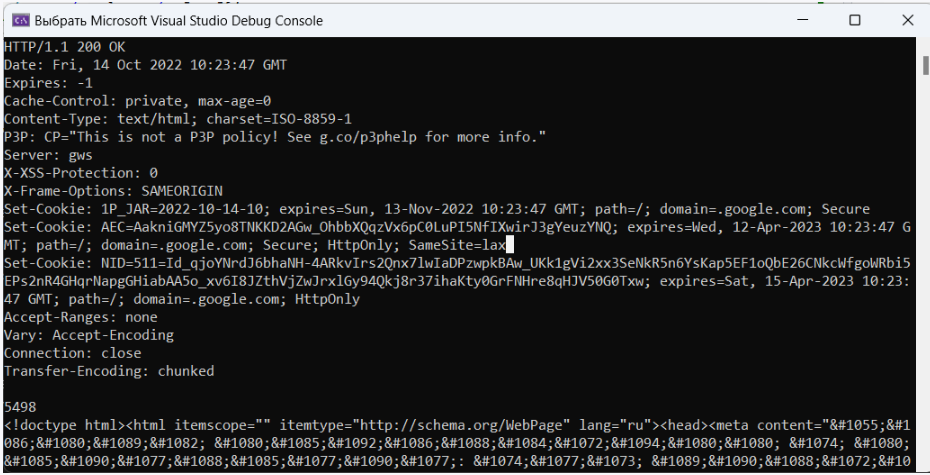 Выбрать Microsoft Visual Studio Debug Console
HTTP/1.1 200 OK
Date: Fri, 14 Oct 2022 10:23:47 GMT
Expires: -1
Cache-Control: private, max-age=0
Content-Type: text/html; charset=ISO-8859-1
P3P: CP="This is not a P3P policy! See g.co/p3phelp for more info."
Server: gws
X-XSS-Protection: 0
X-Frame-Options: SAMEORIGIN
Set-Cookie: 1P_JAR=2022-10-14-10; expires=Sun, 13-Nov-2022 10:23:47 GMT; path=/; domain=.google.com; Secure
Set-Cookie: AEC=AakniGMYZ5yo8TNKKD2AGw_OhbbXQqzVx6pC0LuPI5NfIXwirJ3gYeuzYNQ; expires=Wed, 12-Apr-2023 10:23:47 G
MT; path=/; domain=.google.com; Secure; HttpOnly; SameSite=lax
Set-Cookie: NID=511=Id_qjoYNrdJ6bhaNH-4ARkvIrs2Qnx7lwIaDPzwpkBAw_UKk1gVi2xx3SeNkR5n6YsKap5EF1oQbE26CNkcWfgoWRbi5
EPs2nR4GHqrNapgGHiabAA5o_xv6I8JZthVjZwJrxlGy94Qkj8r37ihaKty0GrFNHre8qHJV50G0Txw; expires=Sat, 15-Apr-2023 10:23:
47 GMT; path=/; domain=.google.com; HttpOnly
Accept-Ranges: none
Vary: Accept-Encoding
Connection: close
Transfer-Encoding: chunked
5498
<!doctype html><html itemscope="" itemtype="http://schema.org/WebPage" lang="ru"><head><meta content="&#1055;&#1
086;&#1080;&#1089;&#1082; &#1080;&#1085;&#1092;&#1086;&#1088;&#1084;&#1072;&#1094;&#1080;&#1080; &#1074; &#1080;
&#1085;&#1090;&#1077;&#1088;&#1085;&#1077;&#1090;&#1077;: &#1074;&#1077;&#1073; &#1089;&#1090;&#1088;&#1072;&#10